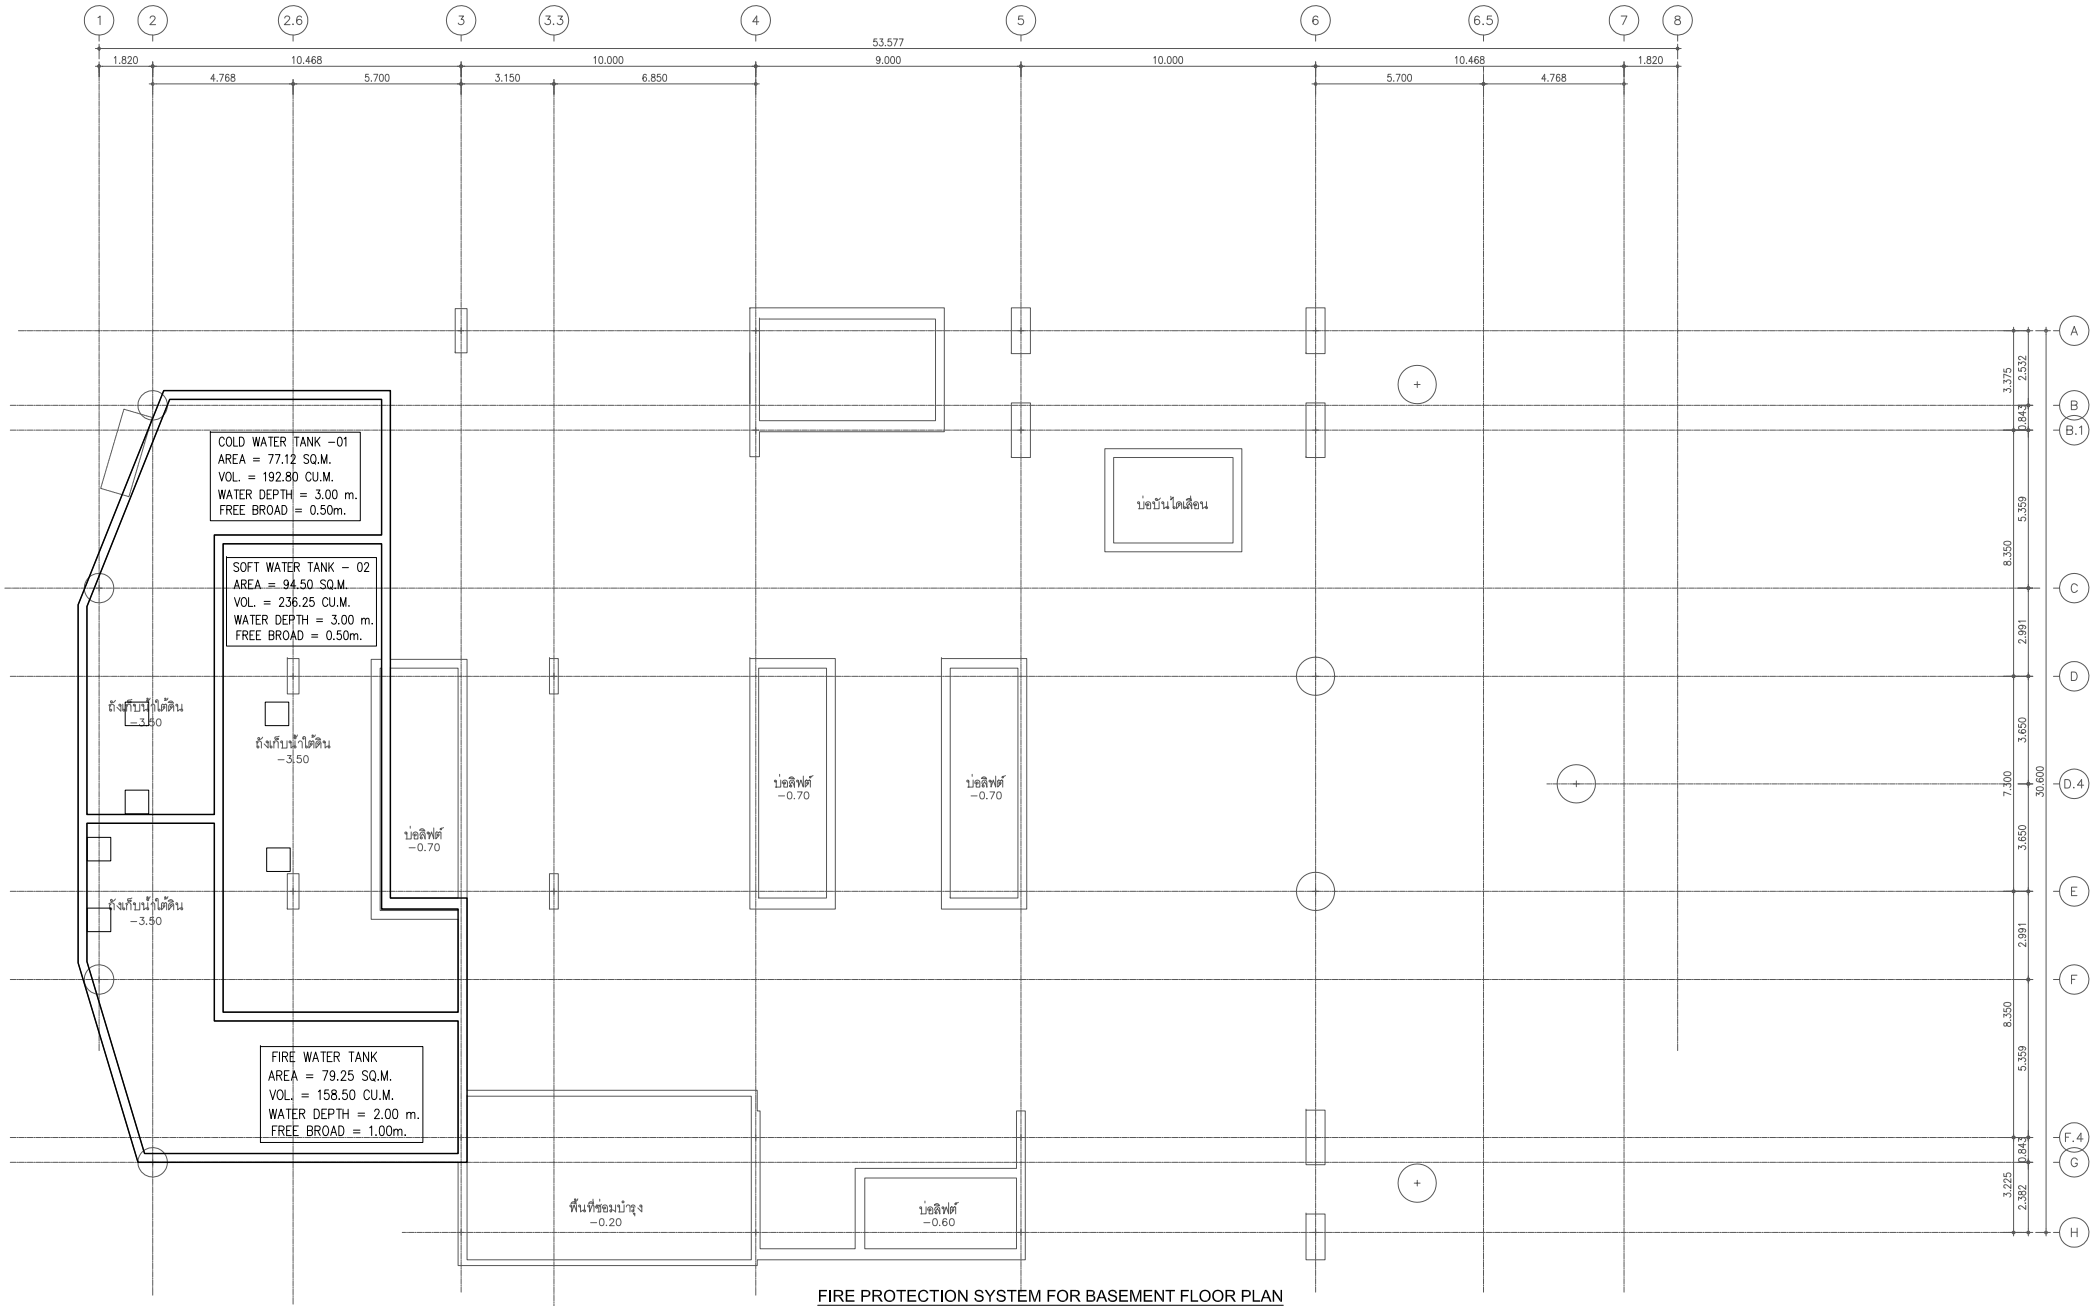 1 2 2.6 3 3.3 4 5 6 6.5 7 8
53.577
1.820 10.468 10.000 9.000 10.000 10.468 1.820
4.768 5.700 3.150 6.850 5.700 4.768
A
2.532
3.375
B
0.843
B.1
COLD WATER TANK -01
AREA = 77.12 SQ.M.
VOL. = 192.80 CU.M.
WATER DEPTH = 3.00 m.
FREE BROAD = 0.50m.
บ่อบันไดเลื่อน
5.359
8.350
SOFT WATER TANK - 02
AREA = 94.50 SQ.M.
VOL. = 236.25 CU.M.
WATER DEPTH = 3.00 m.
FREE BROAD = 0.50m.
C
2.991
D
ถังเก็บน้ำใต้ดิน
-3.50
ถังเก็บน้ำใต้ดิน
-3.50
3.650
บ่อลิฟต์
-0.70
บ่อลิฟต์
-0.70
7.300
30.600
D.4
บ่อลิฟต์
-0.70
3.650
E
ถังเก็บน้ำใต้ดิน
-3.50
2.991
F
8.350
5.359
FIRE WATER TANK
AREA = 79.25 SQ.M.
VOL. = 158.50 CU.M.
WATER DEPTH = 2.00 m.
FREE BROAD = 1.00m.
F.4
0.843
G
3.225
2.382
พื้นที่ซ่อมบำรุง
-0.20
บ่อลิฟต์
-0.60
H
FIRE PROTECTION SYSTEM FOR BASEMENT FLOOR PLAN